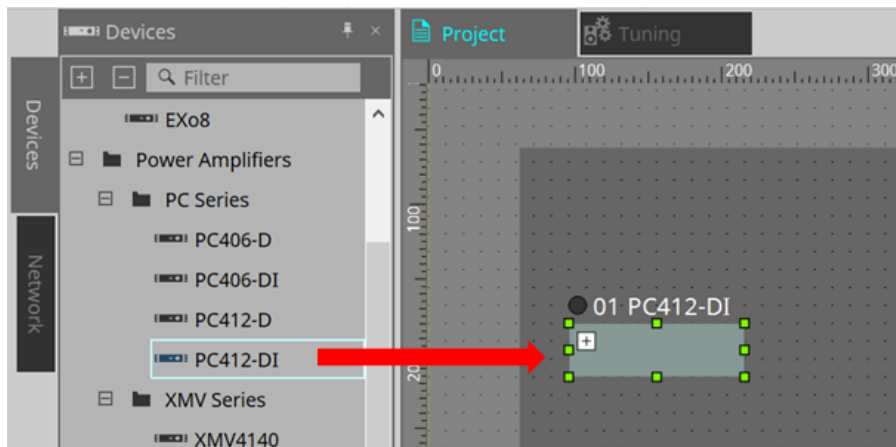 Devices
Filter
EXo8
Power Amplifiers
PC Series
PC406-D
PC406-DI
PC412-D
PC412-DI
XMV Series
XMV4140
Devices
Network
Project
Tuning
0
100
200
300
100
01 PC412-DI